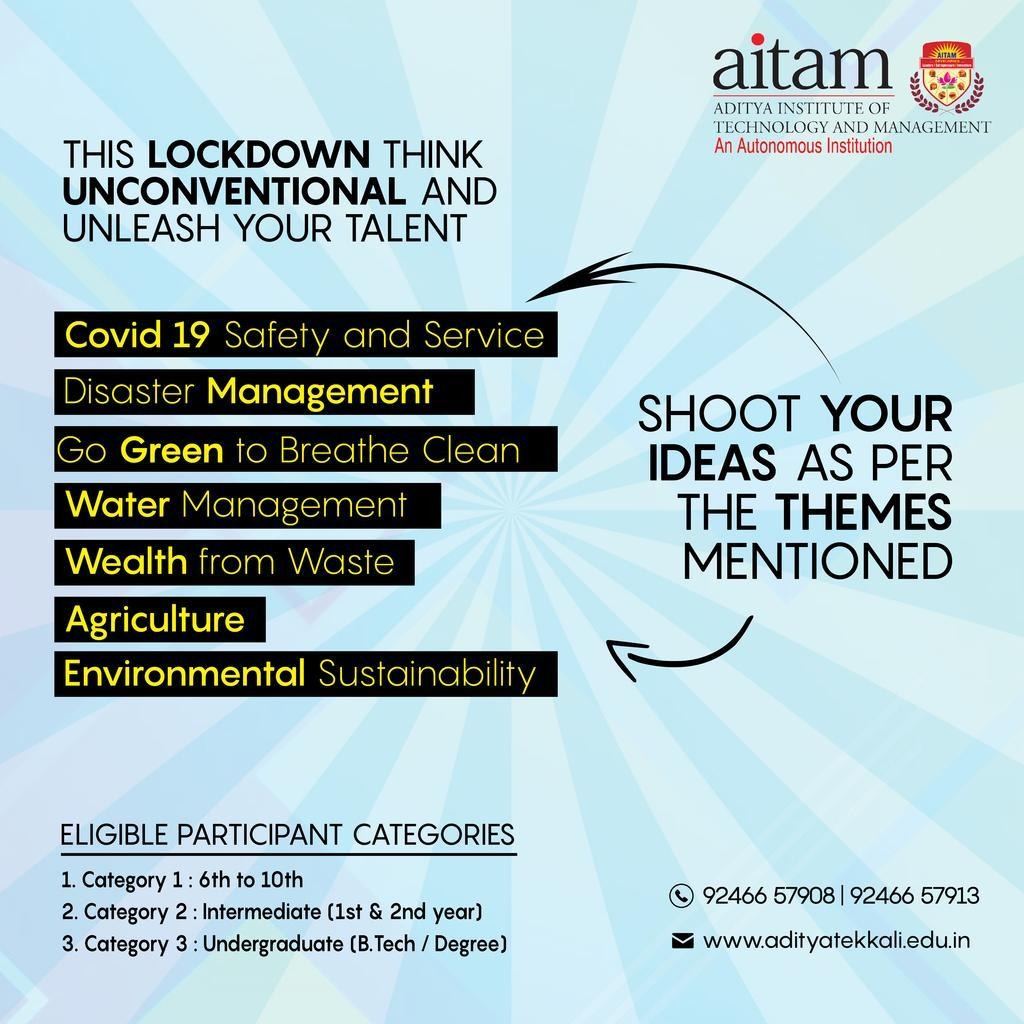 aitam
ADITYA INSTITUTE OF
TECHNOLOGY AND MANAGEMENT
An Autonomous Institution
AITAM
THIS LOCKDOWN THINK
UNCONVENTIONAL AND
UNLEASH YOUR TALENT
Covid 19 Safety and Service
Disaster Management
Go Green to Breathe Clean
Water Management
Wealth from Waste
Agriculture
Environmental Sustainability
SHOOT YOUR
IDEAS AS PER
THE THEMES
MENTIONED
ELIGIBLE PARTICIPANT CATEGORIES
1. Category 1 : 6th to 10th
2. Category 2 : Intermediate (1st & 2nd year)
3. Category 3 : Undergraduate (B.Tech / Degree)
92466 57908 | 92466 57913
www.adityatekkali.edu.in